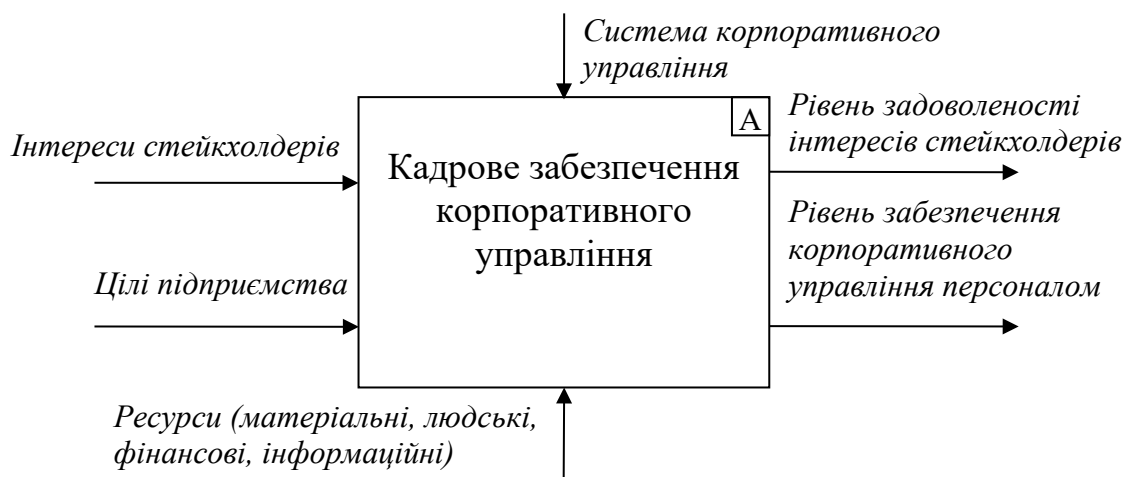 Система корпоративного
управління
А
Рівень задоволеності
інтересів стейкхолдерів
Інтереси стейкхолдерів
Кадрове забезпечення
корпоративного
управління
Рівень забезпечення
корпоративного
управління персоналом
Цілі підприємства
Ресурси (матеріальні, людські,
фінансові, інформаційні)